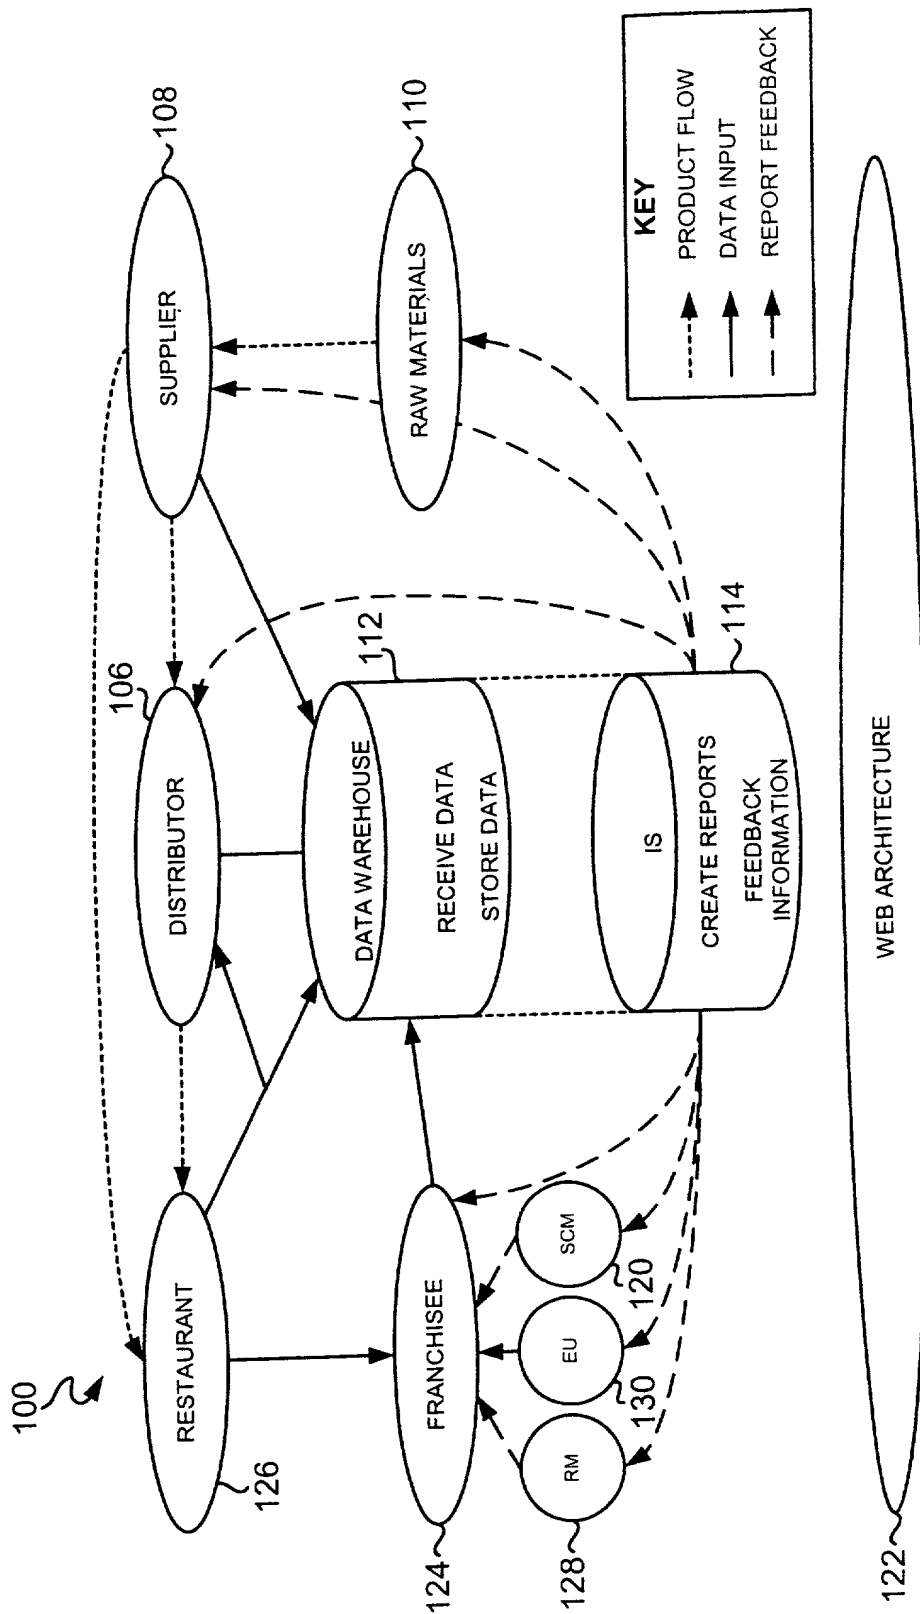 100
RESTAURANT
126
DISTRIBUTOR
106
SUPPLIER
108
FRANCHISEE
124
DATA WAREHOUSE
RECEIVE DATA
STORE DATA
112
RAW MATERIALS
110
RM
128
EU
130
SCM
120
IS
CREATE REPORTS
FEEDBACK
INFORMATION
114
KEY
PRODUCT FLOW
DATA INPUT
REPORT FEEDBACK
WEB ARCHITECTURE
122